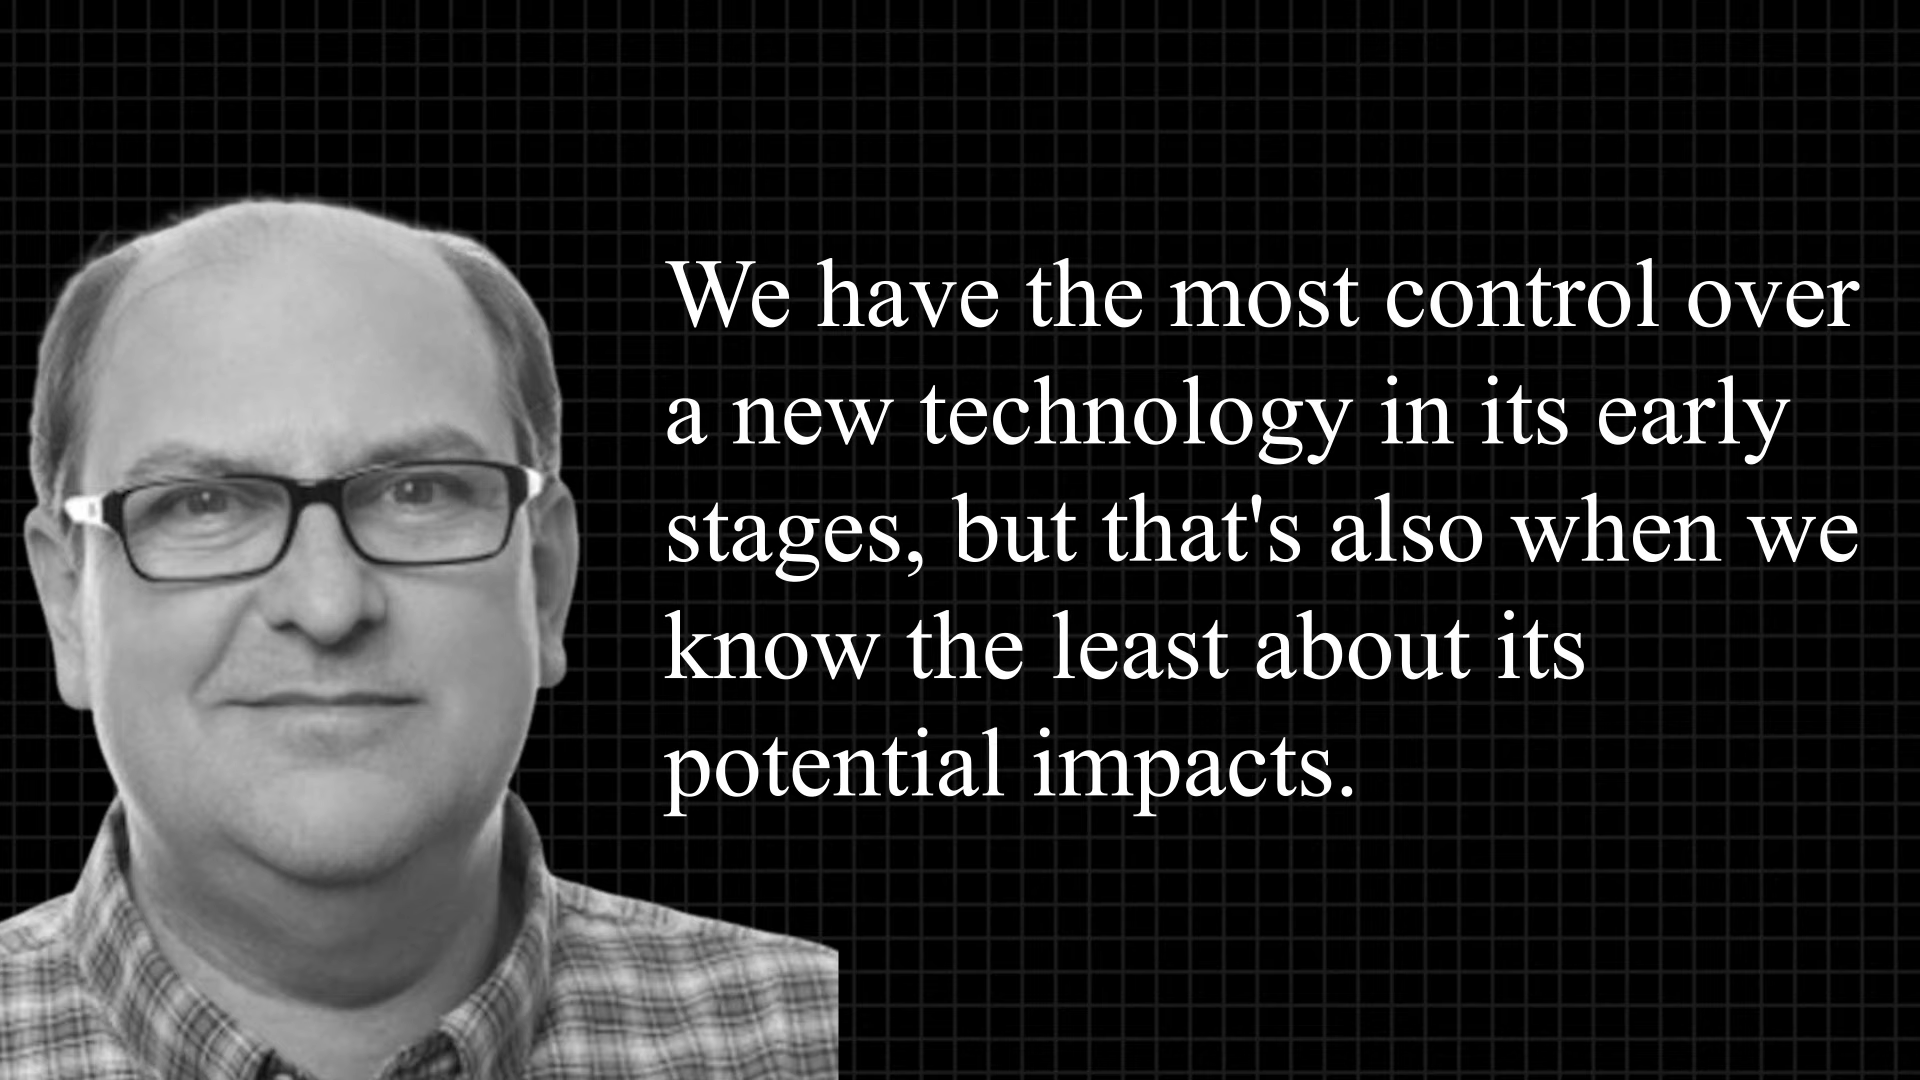 We have the most control over
a new technology in its early
stages, but that's also when we
know the least about its
potential impacts.